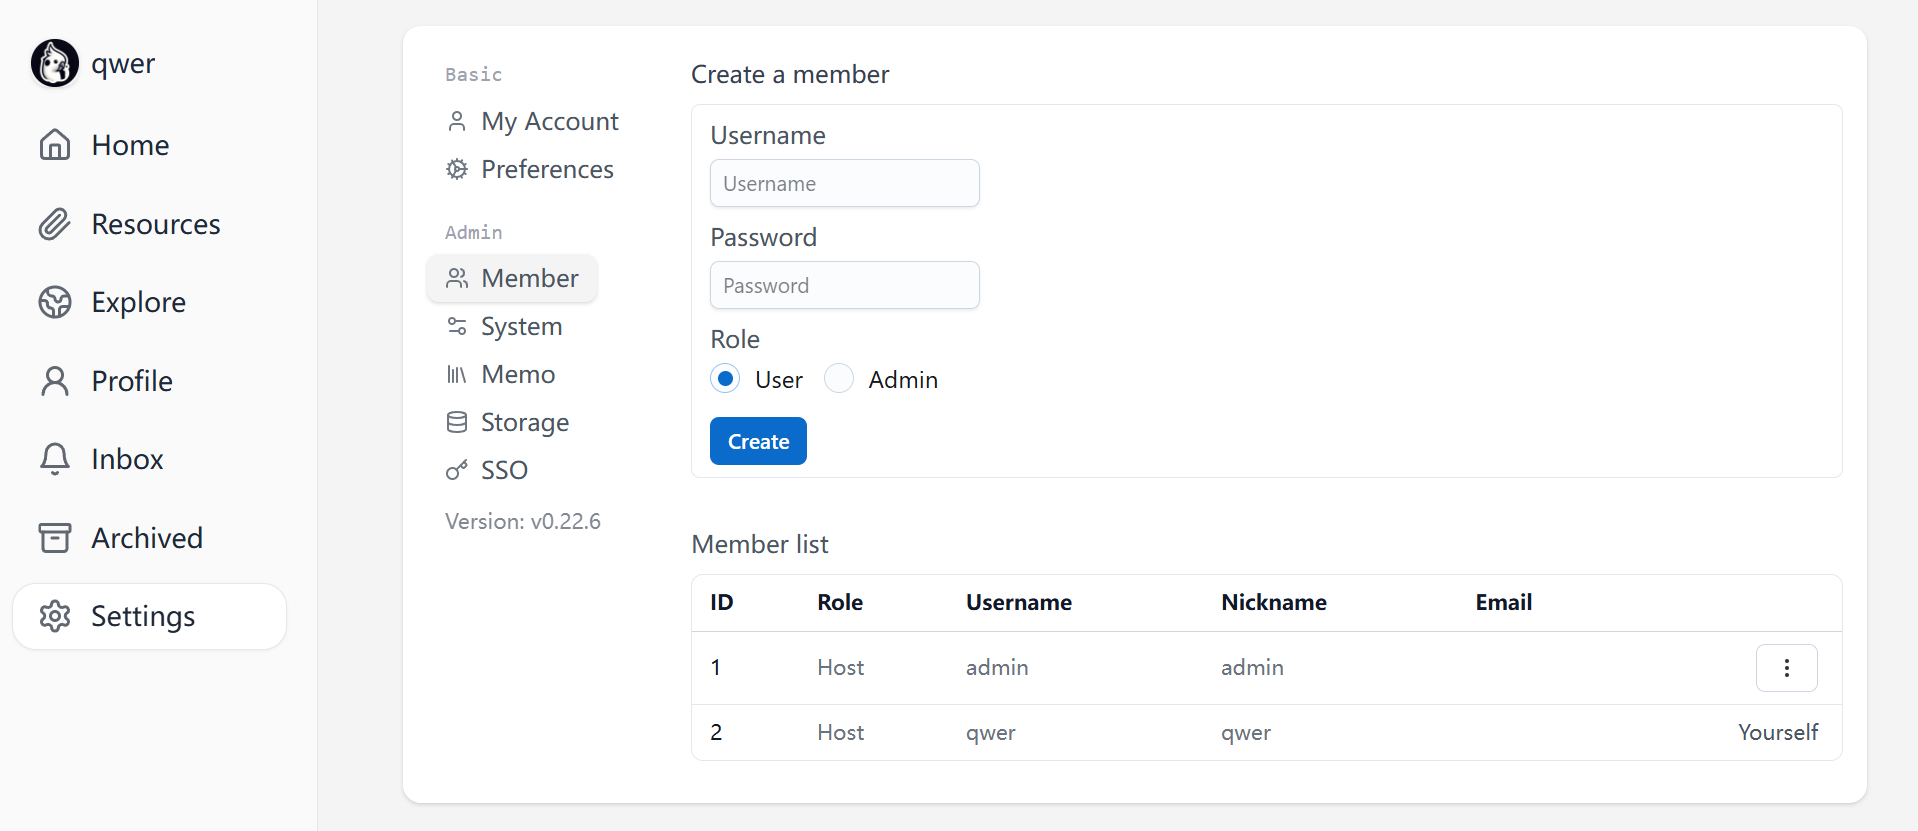 qwer
Home
Resources
Explore
Profile
Inbox
Archived
Settings
Basic
My Account
Preferences
Admin
Member
System
Memo
Storage
SSO
Version: v0.22.6
Create a member
Username
Username
Password
Password
Role
User Admin
Create
Member list
ID Role Username Nickname Email
1 Host admin admin
2 Host qwer qwer Yourself